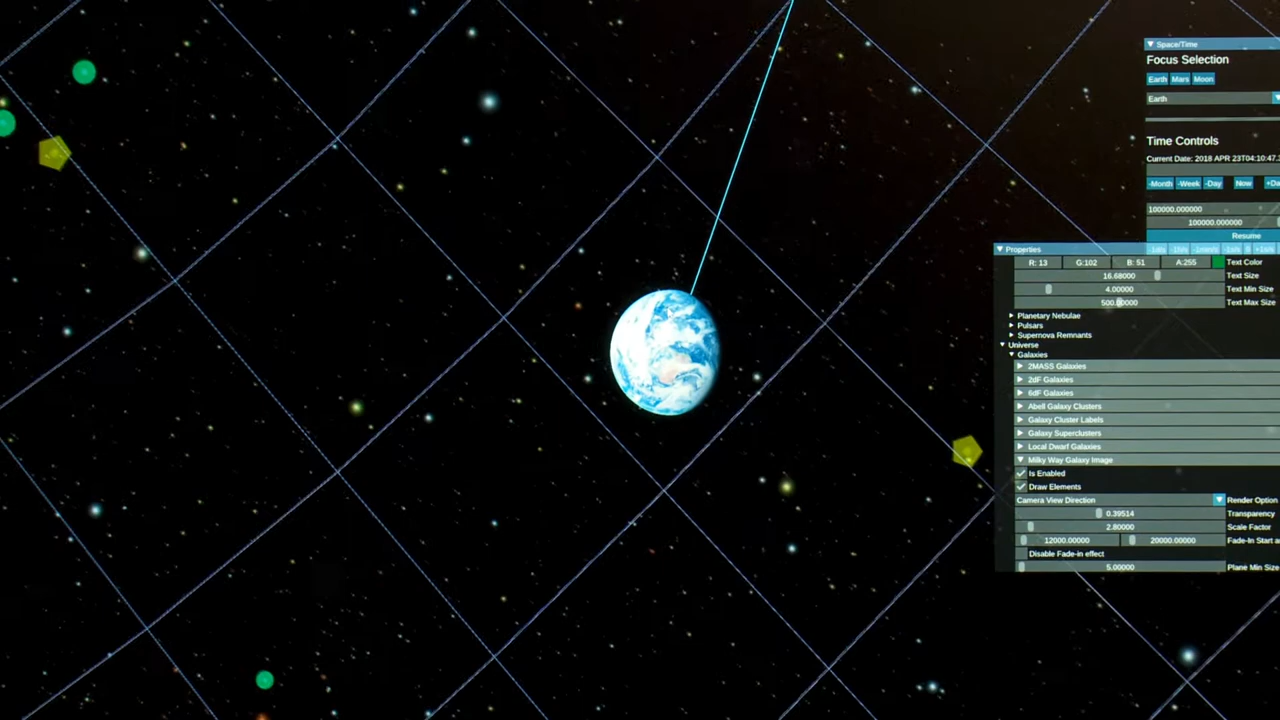 Space/Time
Focus Selection
Earth Mars Moon
Earth
Time Controls
Current Date: 2018 APR 23T04:10:47.
-Month -Week -Day Now
100000.000000
100000.000000
Resume
Properties
R: 13 G:102 B: 51 A:255 Text Color
16.68000 Text Size
4.00000 Text Min Size
500.00000 Text Max Size
Planetary Nebulae
Pulsars
Supernova Remnants
Universe
Galaxies
2MASS Galaxies
2dF Galaxies
6dF Galaxies
Abell Galaxy Clusters
Galaxy Cluster Labels
Galaxy Superclusters
Local Dwarf Galaxies
Milky Way Galaxy Image
Is Enabled
Draw Elements
Camera View Direction Render Option
0.39514 Transparency
2.80000 Scale Factor
12000.00000 20000.00000 Fade-In Start
Disable Fade-in effect
5.00000 Plane Min Size